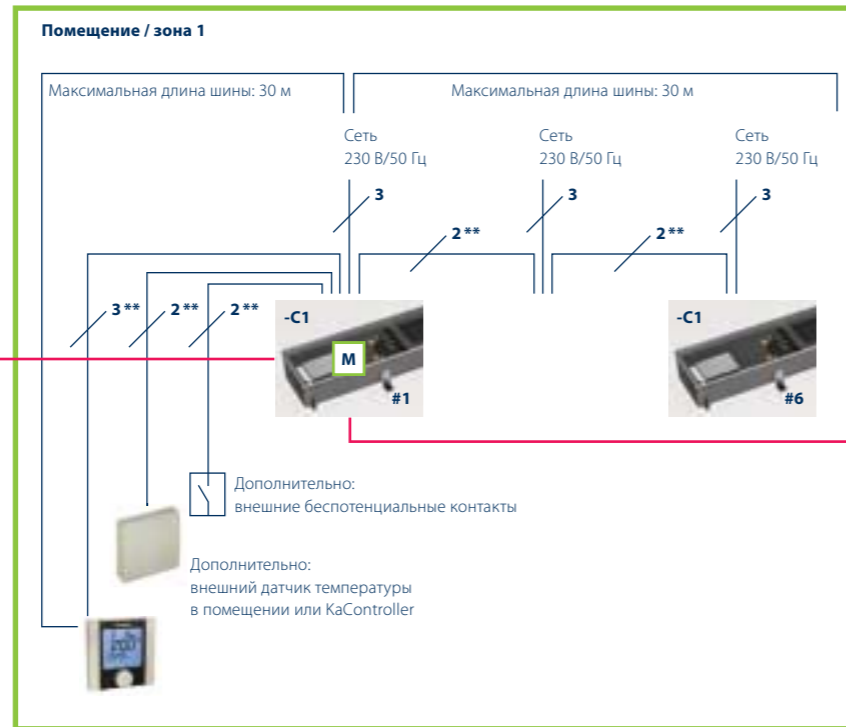 Помещение / зона 1
Максимальная длина шины: 30 м
Максимальная длина шины: 30 м
Сеть
230 В/50 Гц
Сеть
230 В/50 Гц
Сеть
230 В/50 Гц
3
3
3
2 **
2 **
3 **
2 **
2 **
-C1
M
#1
-C1
#6
Дополнительно:
внешние беспотенциальные контакты
Дополнительно:
внешний датчик температуры
в помещении или KaController